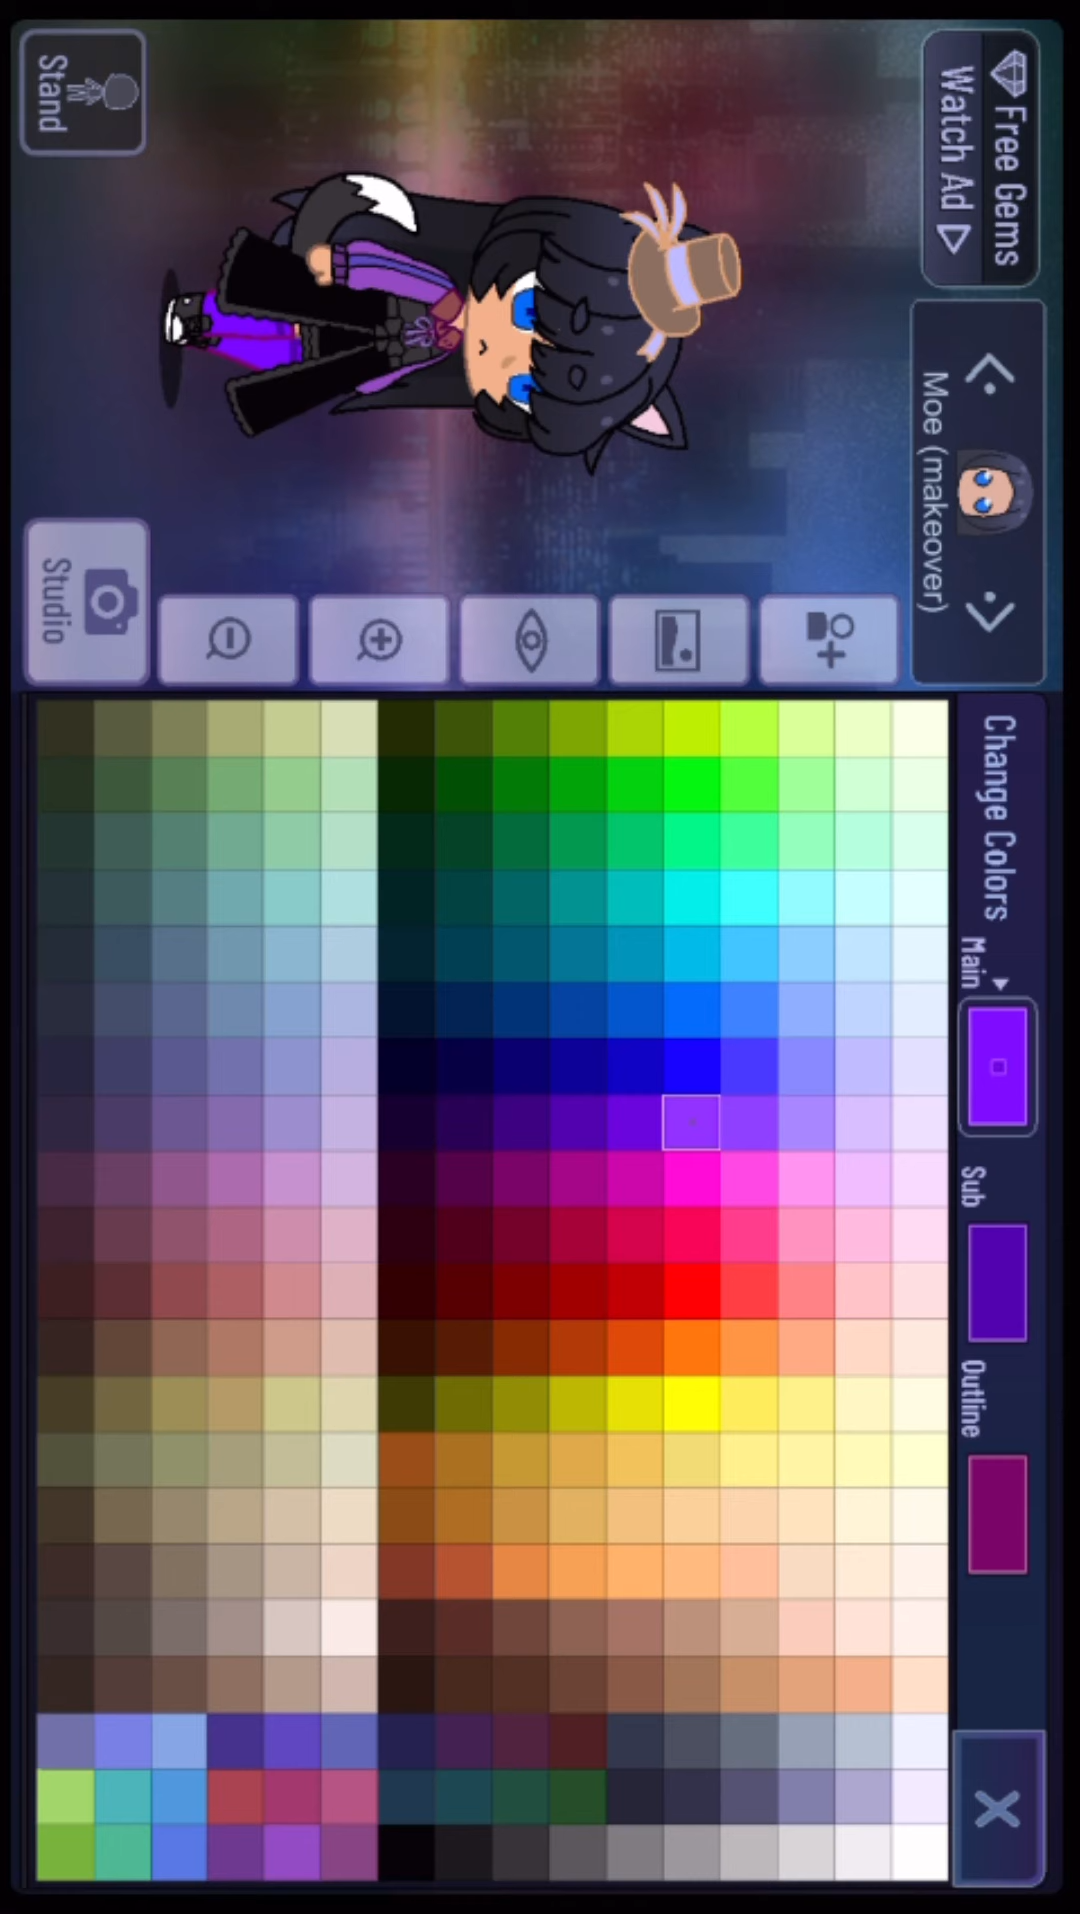 Free Gems
Watch Ad
Moe (makeover)
Stand
Studio
Change Colors
Main
Sub
Outline